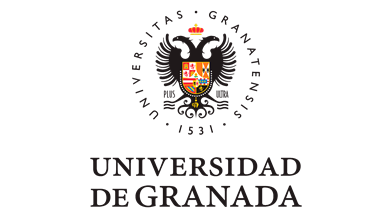 · UNIVERSITAS · GRANATENSIS · 1531
PLUS ULTRA
UNIVERSIDAD
DE GRANADA